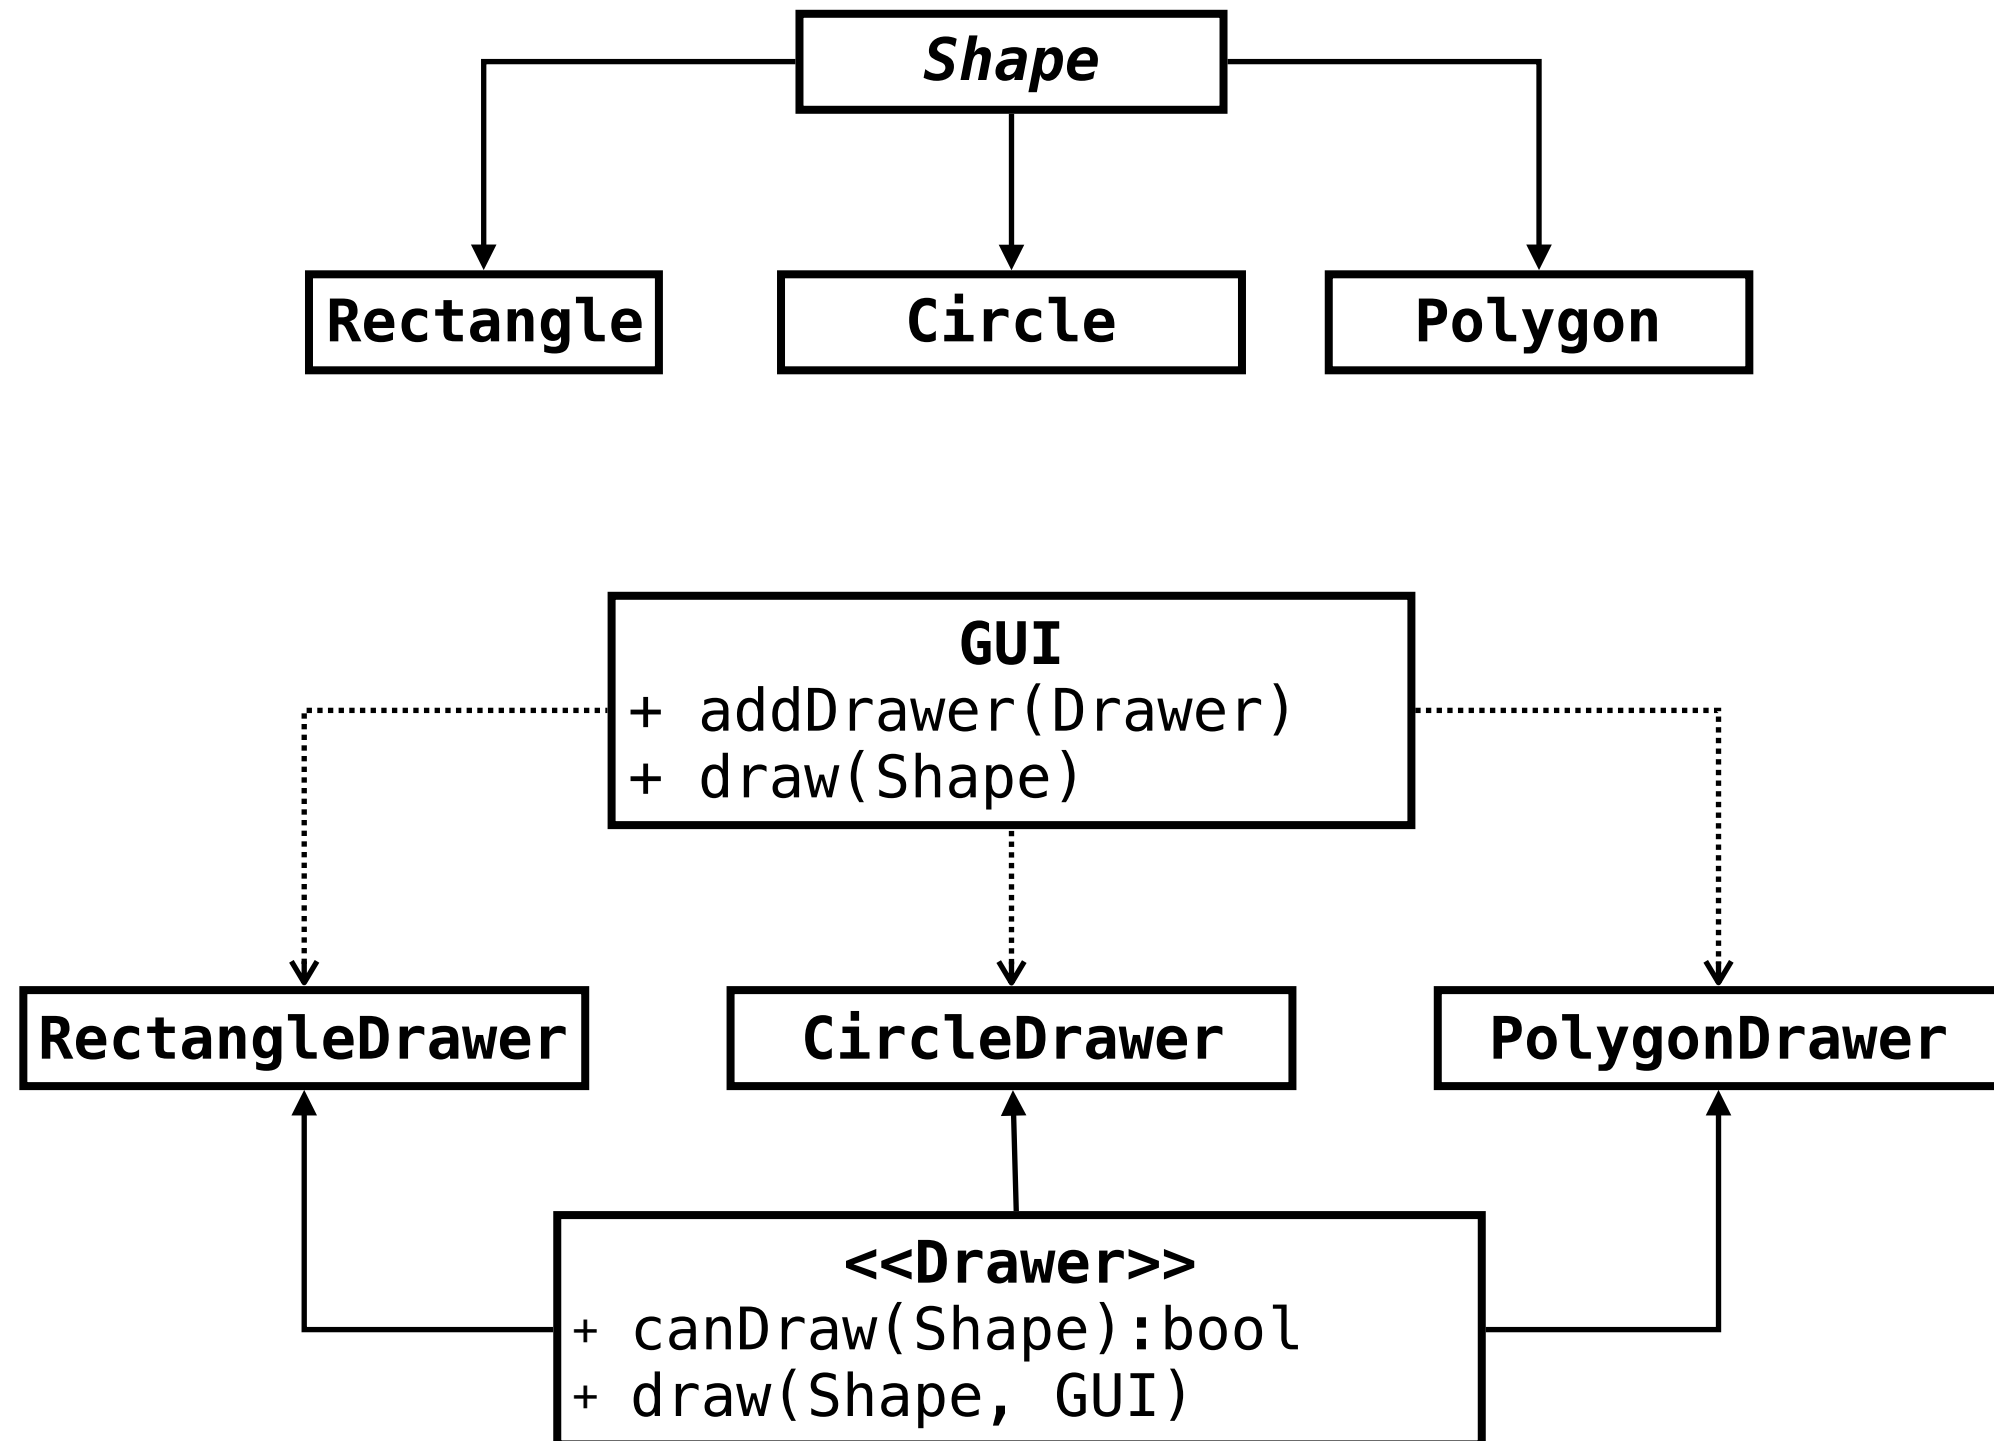 Shape
Rectangle
Circle
Polygon
GUI
+ addDrawer(Drawer)
+ draw(Shape)
RectangleDrawer
CircleDrawer
PolygonDrawer
<<Drawer>>
+ canDraw(Shape):bool
+ draw(Shape, GUI)